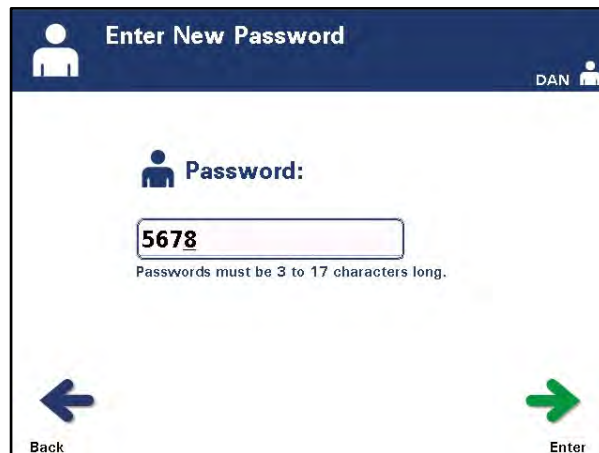 Enter New Password
DAN
Password:
5678
Passwords must be 3 to 17 characters long.
Back
Enter